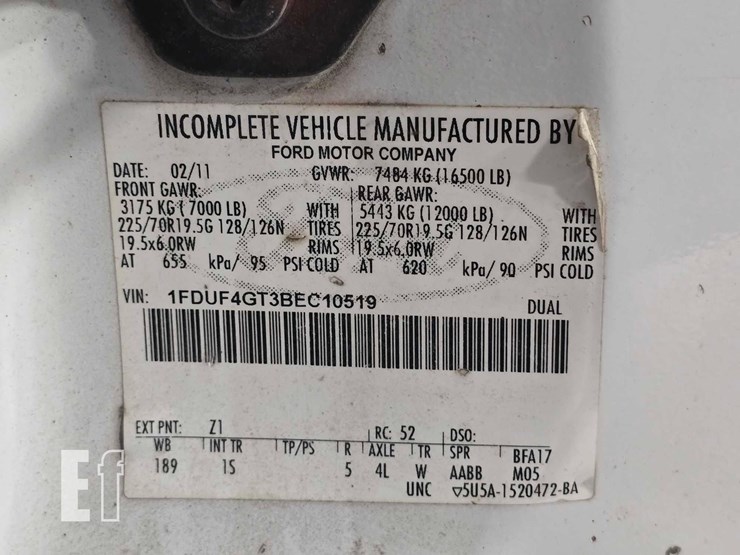 INCOMPLETE VEHICLE MANUFACTURED BY
FORD MOTOR COMPANY
DATE: 02/11 GVWR: 7484 KG (16500 LB)
FRONT GAWR: REAR GAWR:
3175 KG ( 7000 LB) WITH 5443 KG (12000 LB) WITH
225/70R19.5G 128/126N TIRES 225/70R19.5G 128/126N TIRES
19.5x6.0RW RIMS 19.5x6.0RW RIMS
AT 655 kPa/ 95 PSI COLD AT 620 kPa/ 90 PSI COLD
VIN: 1FDUF4GT3BEC10519 DUAL
EXT PNT: Z1 RC: 52 DSO:
WB INT TR TP/PS R AXLE TR SPR BFA17
189 1S 5 4L W AABB M05
UNC ▽5U5A-1520472-BA
Ef